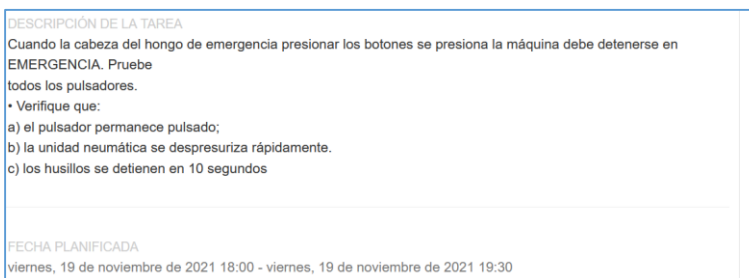 DESCRIPCIÓN DE LA TAREA
Cuando la cabeza del hongo de emergencia presionar los botones se presiona la máquina debe detenerse en
EMERGENCIA. Pruebe
todos los pulsadores.
• Verifique que:
a) el pulsador permanece pulsado;
b) la unidad neumática se despresuriza rápidamente.
c) los husillos se detienen en 10 segundos
FECHA PLANIFICADA
viernes, 19 de noviembre de 2021 18:00 - viernes, 19 de noviembre de 2021 19:30